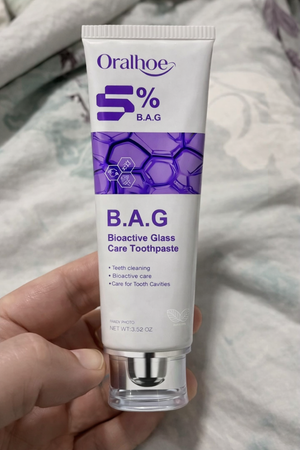 Oralhoe
5%
B.A.G
B.A.G
Bioactive Glass
Care Toothpaste
• Teeth cleaning
• Bioactive care
• Care for Tooth Cavities
NET WT:3.52 OZ